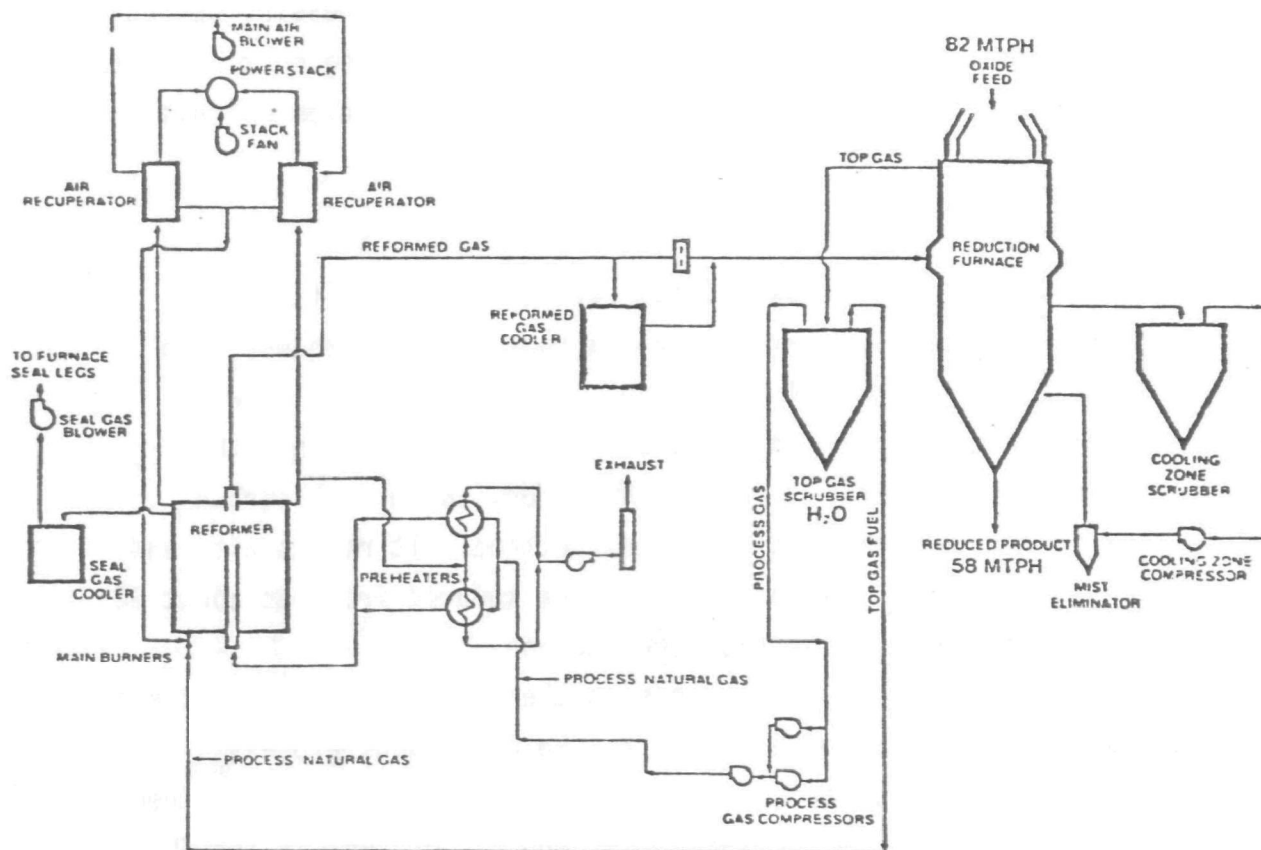 MAIN AIR
BLOWER
POWERSTACK
STACK
FAN
AIR
RECUPERATOR
AIR
RECUPERATOR
82 MTPH
OXIDE
FEED
TOP GAS
REFORMED GAS
REDUCTION
FURNACE
REFORMED
GAS
COOLER
TO FURNACE
SEAL LEGS
SEAL GAS
BLOWER
EXHAUST
TOP GAS
SCRUBBER
H2O
COOLING
ZONE
SCRUBBER
REFORMER
SEAL
GAS
COOLER
PREHEATERS
PROCESS GAS
TOP GAS FUEL
REDUCED PRODUCT
58 MTPH
MIST
ELIMINATOR
COOLING ZONE
COMPRESSOR
MAIN BURNERS
PROCESS NATURAL GAS
PROCESS NATURAL GAS
PROCESS
GAS COMPRESSORS